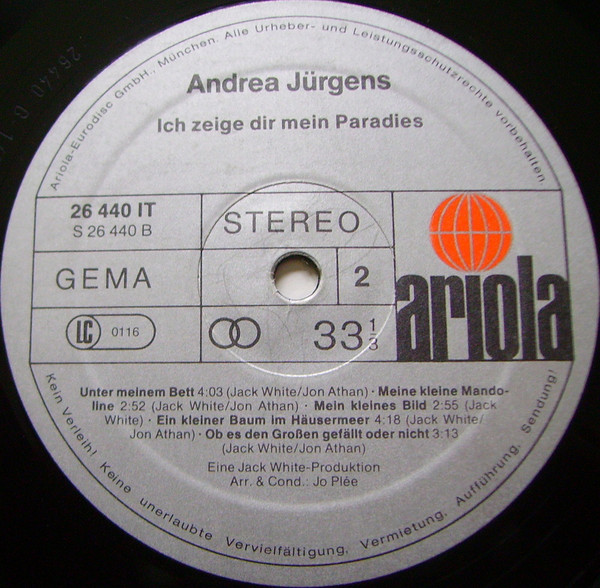 Ariola-Eurodisc GmbH., München. Alle Urheber- und Leistungsschutzrechte vorbehalten
Andrea Jürgens
Ich zeige dir mein Paradies
26 440 IT
S 26 440 B
STEREO
GEMA
2
LC 0116
33 1/3
ariola
Unter meinem Bett 4:03 (Jack White/Jon Athan) · Meine kleine Mando-
line 2:52 (Jack White/Jon Athan) · Mein kleines Bild 2:55 (Jack
White) · Ein kleiner Baum im Häusermeer 4:18 (Jack White/
Jon Athan) · Ob es den Großen gefällt oder nicht 3:13
(Jack White/Jon Athan)
Eine Jack White-Produktion
Arr. & Cond.: Jo Plée
Kein Verleih! Keine unerlaubte Vervielfältigung, Vermietung, Aufführung, Sendung!